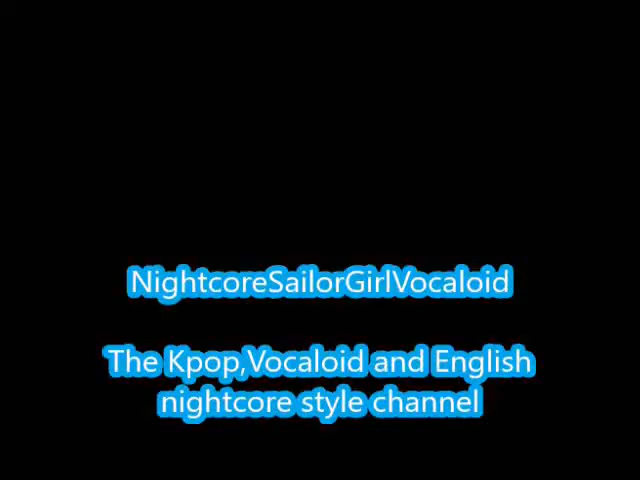 NightcoreSailorGirlVocaloid
The Kpop,Vocaloid and English
nightcore style channel